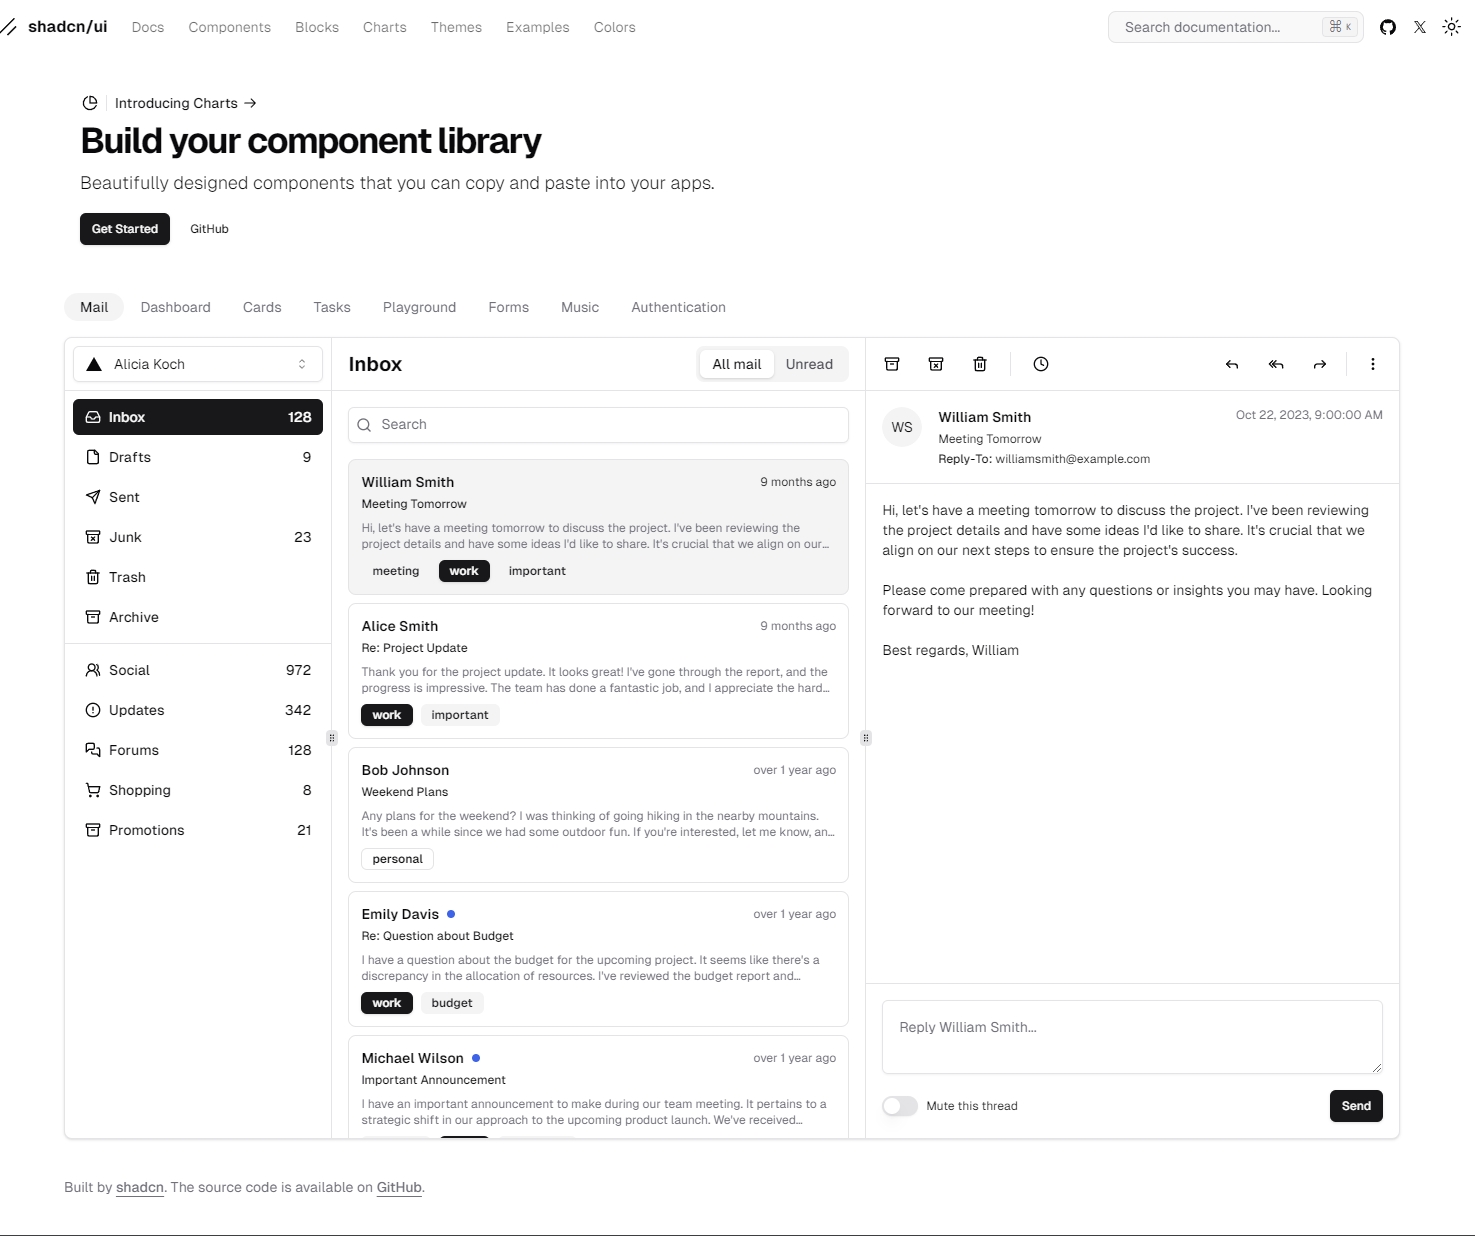 shadcn/ui Docs Components Blocks Charts Themes Examples Colors Search documentation... ⌘ K
Introducing Charts
Build your component library
Beautifully designed components that you can copy and paste into your apps.
Get Started GitHub
Mail Dashboard Cards Tasks Playground Forms Music Authentication
Alicia Koch
Inbox 128
Drafts 9
Sent
Junk 23
Trash
Archive
Social 972
Updates 342
Forums 128
Shopping 8
Promotions 21
Inbox All mail Unread
Search
William Smith 9 months ago
Meeting Tomorrow
Hi, let's have a meeting tomorrow to discuss the project. I've been reviewing the
project details and have some ideas I'd like to share. It's crucial that we align on our...
meeting work important
Alice Smith 9 months ago
Re: Project Update
Thank you for the project update. It looks great! I've gone through the report, and the
progress is impressive. The team has done a fantastic job, and I appreciate the hard...
work important
Bob Johnson over 1 year ago
Weekend Plans
Any plans for the weekend? I was thinking of going hiking in the nearby mountains.
It's been a while since we had some outdoor fun. If you're interested, let me know, an...
personal
Emily Davis over 1 year ago
Re: Question about Budget
I have a question about the budget for the upcoming project. It seems like there's a
discrepancy in the allocation of resources. I've reviewed the budget report and...
work budget
Michael Wilson over 1 year ago
Important Announcement
I have an important announcement to make during our team meeting. It pertains to a
strategic shift in our approach to the upcoming product launch. We've received...
WS William Smith Oct 22, 2023, 9:00:00 AM
Meeting Tomorrow
Reply-To: williamsmith@example.com
Hi, let's have a meeting tomorrow to discuss the project. I've been reviewing
the project details and have some ideas I'd like to share. It's crucial that we
align on our next steps to ensure the project's success.
Please come prepared with any questions or insights you may have. Looking
forward to our meeting!
Best regards, William
Reply William Smith...
Mute this thread Send
Built by shadcn. The source code is available on GitHub.